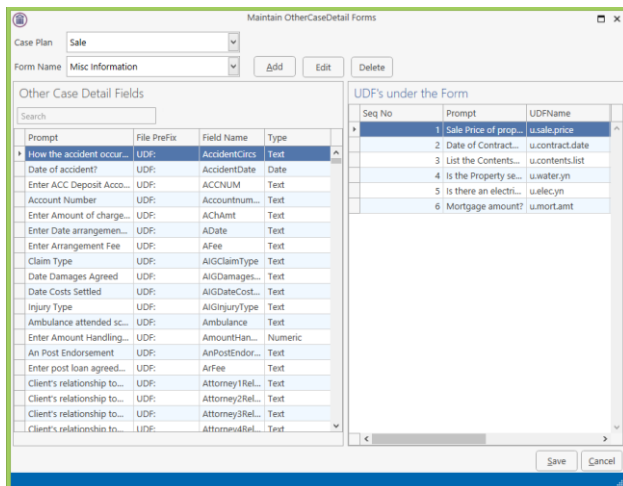 Maintain OtherCaseDetail Forms
Case Plan Sale
Form Name Misc Information Add Edit Delete
Other Case Detail Fields
Search
Prompt File PreFix Field Name Type
How the accident occur... UDF: AccidentCircs Text
Date of accident? UDF: AccidentDate Date
Enter ACC Deposit Acco... UDF: ACCNUM Text
Account Number UDF: Accountnum... Text
Enter Amount of charge... UDF: AChAmt Text
Enter Date arrangemen... UDF: ADate Text
Enter Arrangement Fee UDF: AFee Text
Claim Type UDF: AIGClaimType Text
Date Damages Agreed UDF: AIGDamages... Text
Date Costs Settled UDF: AIGDateCost... Text
Injury Type UDF: AIGInjuryType Text
Ambulance attended sc... UDF: Ambulance Text
Enter Amount Handling... UDF: AmountHan... Numeric
An Post Endorsement UDF: AnPostEndor... Text
Enter post loan agreed... UDF: ArFee Text
Client's relationship to... UDF: Attorney1Rel... Text
Client's relationship to... UDF: Attorney2Rel... Text
Client's relationship to... UDF: Attorney3Rel... Text
Client's relationship to... UDF: Attorney4Rel... Text
UDF's under the Form
Seq No Prompt UDFName
1 Sale Price of prop... u.sale.price
2 Date of Contract... u.contract.date
3 List the Contents... u.contents.list
4 Is the Property se... u.water.yn
5 Is there an electri... u.elec.yn
6 Mortgage amount? u.mort.amt
Save Cancel